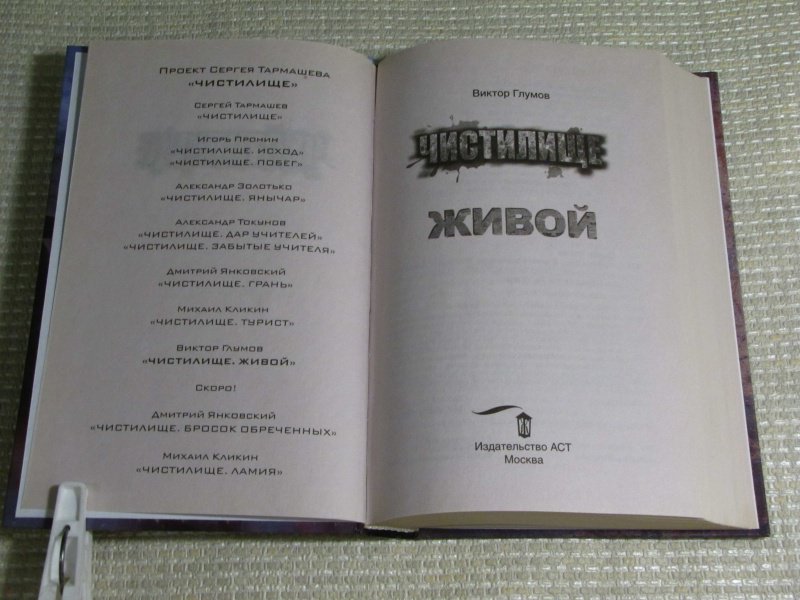 Проект Сергея Тармашева
«ЧИСТИЛИЩЕ»
Сергей Тармашев
«ЧИСТИЛИЩЕ»
Игорь Пронин
«ЧИСТИЛИЩЕ. ИСХОД»
«ЧИСТИЛИЩЕ. ПОБЕГ»
Александр Золотько
«ЧИСТИЛИЩЕ. ЯНЫЧАР»
Александр Токунов
«ЧИСТИЛИЩЕ. ДАР УЧИТЕЛЕЙ»
«ЧИСТИЛИЩЕ. ЗАБЫТЫЕ УЧИТЕЛЯ»
Дмитрий Янковский
«ЧИСТИЛИЩЕ. ГРАНЬ»
Михаил Кликин
«ЧИСТИЛИЩЕ. ТУРИСТ»
Виктор Глумов
«ЧИСТИЛИЩЕ. ЖИВОЙ»
Скоро!
Дмитрий Янковский
«ЧИСТИЛИЩЕ. БРОСОК ОБРЕЧЕННЫХ»
Михаил Кликин
«ЧИСТИЛИЩЕ. ЛАМИЯ»
Виктор Глумов
ЧИСТИЛИЩЕ
ЖИВОЙ
Издательство АСТ
Москва